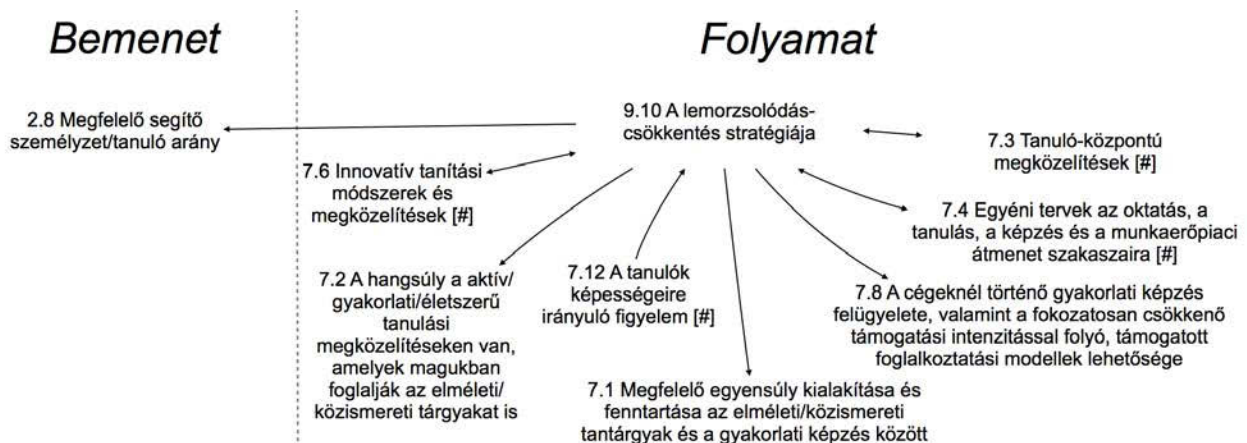 Bemenet
Folyamat
2.8 Megfelelő segítő
személyzet/tanuló arány
9.10 A lemorzsolódás-
csökkentés stratégiája
7.3 Tanuló-központú
megközelítések [#]
7.6 Innovatív tanítási
módszerek és
megközelítések [#]
7.4 Egyéni tervek az oktatás, a
tanulás, a képzés és a munkaerőpiaci
átmenet szakaszaira [#]
7.2 A hangsúly a aktív/
gyakorlati/életszerű
tanulási
megközelítéseken van,
amelyek magukban
foglalják az elméleti/
közismereti tárgyakat is
7.12 A tanulók
képességeire
irányuló figyelem [#]
7.8 A cégeknél történő gyakorlati képzés
felügyelete, valamint a fokozatosan csökkenő
támogatási intenzitással folyó, támogatott
foglalkoztatási modellek lehetősége
7.1 Megfelelő egyensúly kialakítása és
fenntartása az elméleti/közismereti
tantárgyak és a gyakorlati képzés között